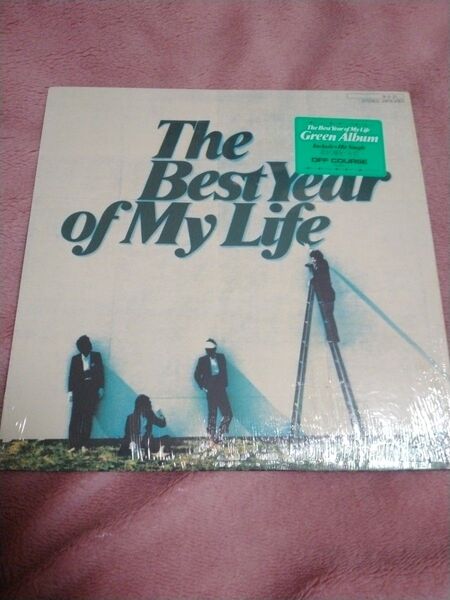 The
Best Year
of My Life
The Best Year of My Life
Green Album
Includes Hit Single
OFF COURSE